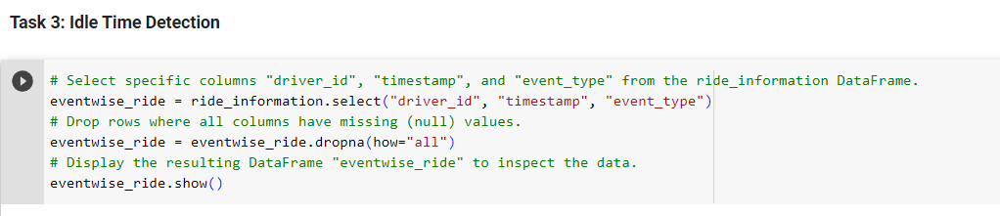 Task 3: Idle Time Detection
# Select specific columns "driver_id", "timestamp", and "event_type" from the ride_information DataFrame.
eventwise_ride = ride_information.select("driver_id", "timestamp", "event_type")
# Drop rows where all columns have missing (null) values.
eventwise_ride = eventwise_ride.dropna(how="all")
# Display the resulting DataFrame "eventwise_ride" to inspect the data.
eventwise_ride.show()